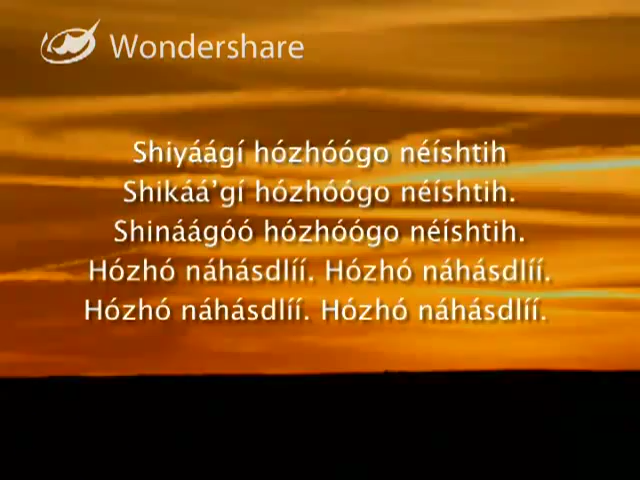 Wondershare
Shiyáágí hózhóógo néíshtih
Shikáá’gí hózhóógo néíshtih.
Shináágóó hózhóógo néíshtih.
Hózhó náhásdlíí. Hózhó náhásdlíí.
Hózhó náhásdlíí. Hózhó náhásdlíí.